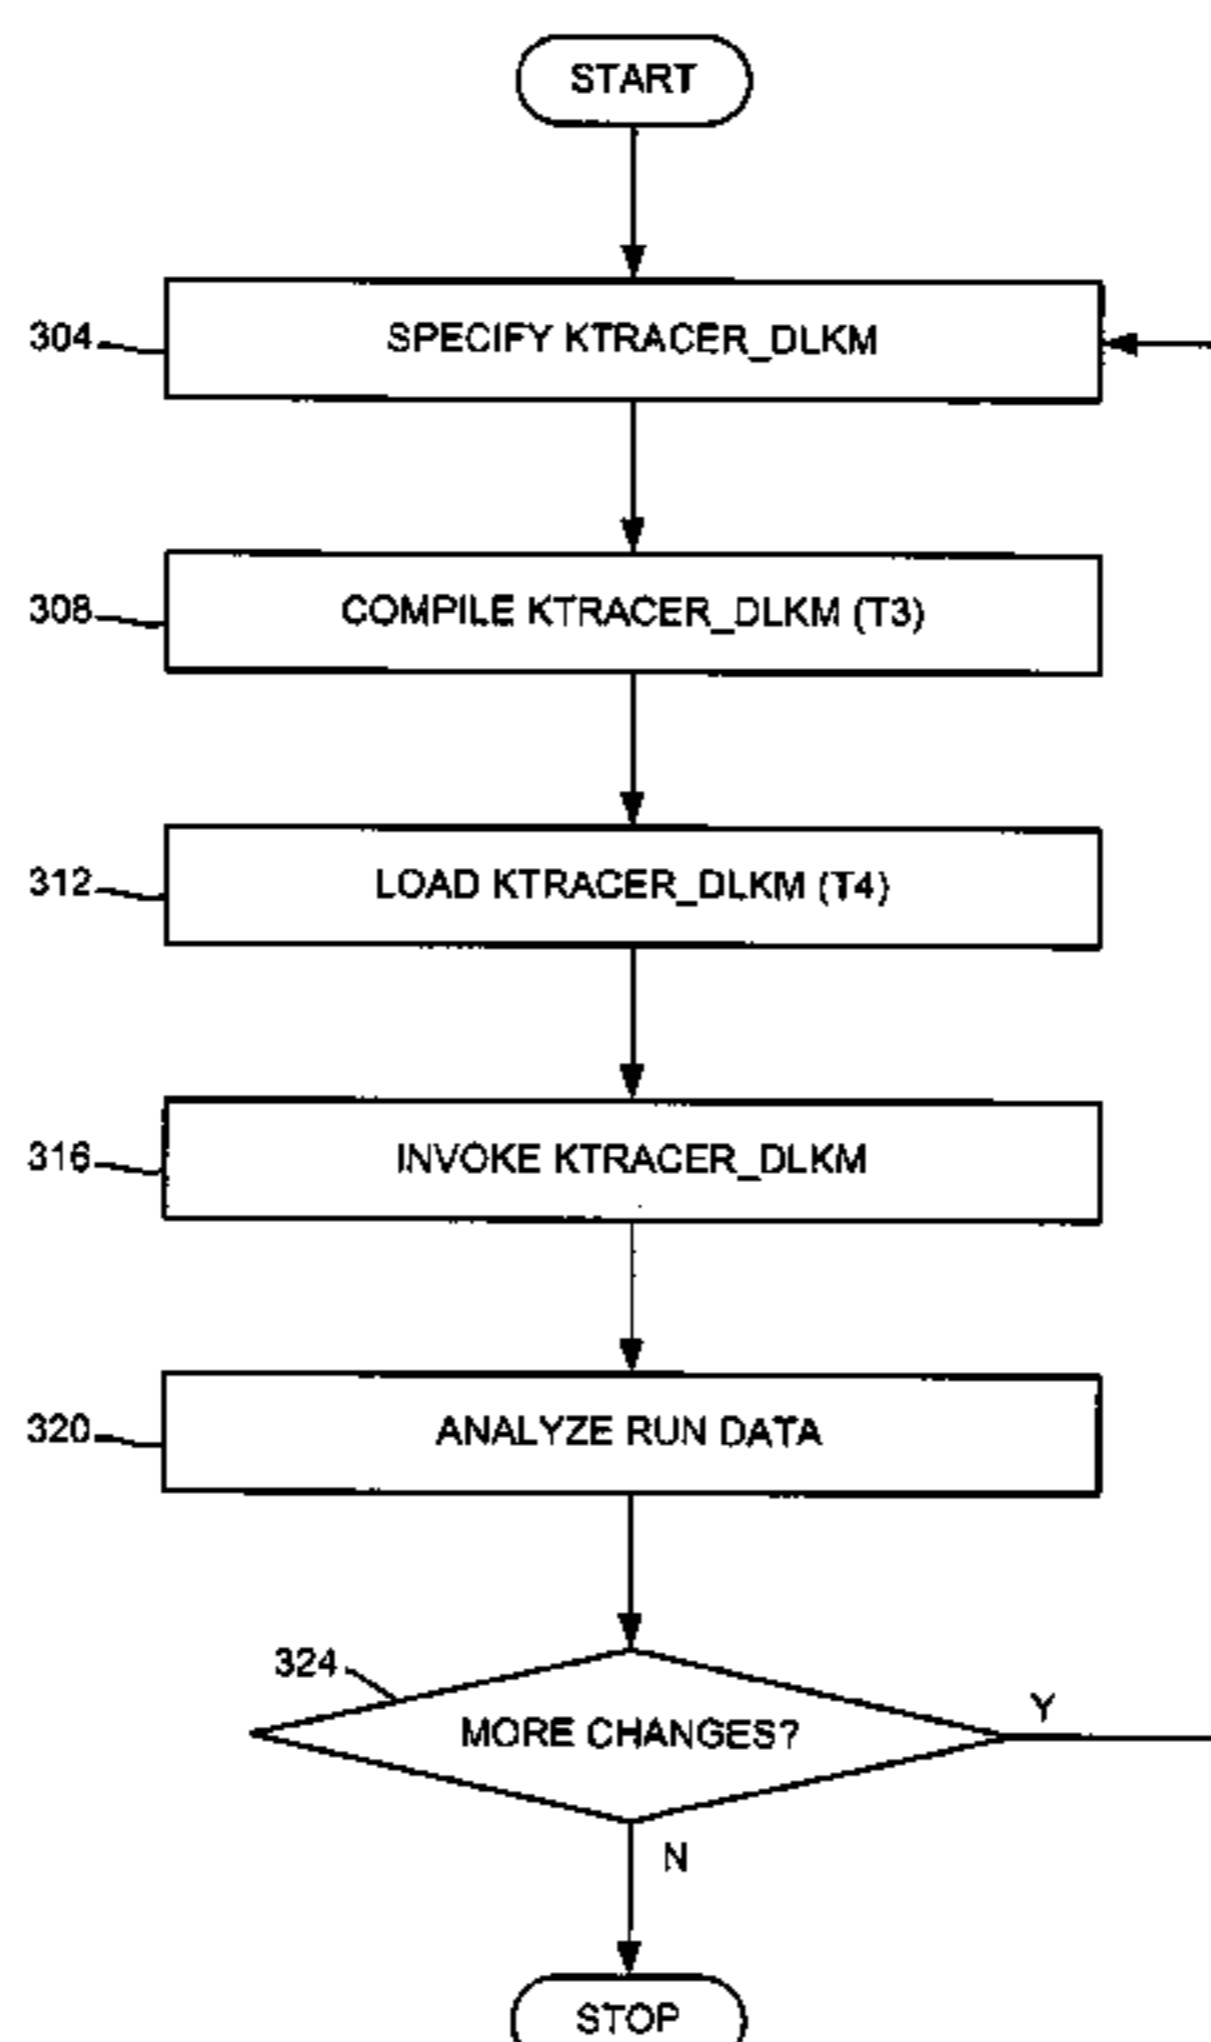 START
304
SPECIFY KTRACER_DLKM
308
COMPILE KTRACER_DLKM (T3)
312
LOAD KTRACER_DLKM (T4)
316
INVOKE KTRACER_DLKM
320
ANALYZE RUN DATA
324
MORE CHANGES?
Y
N
STOP